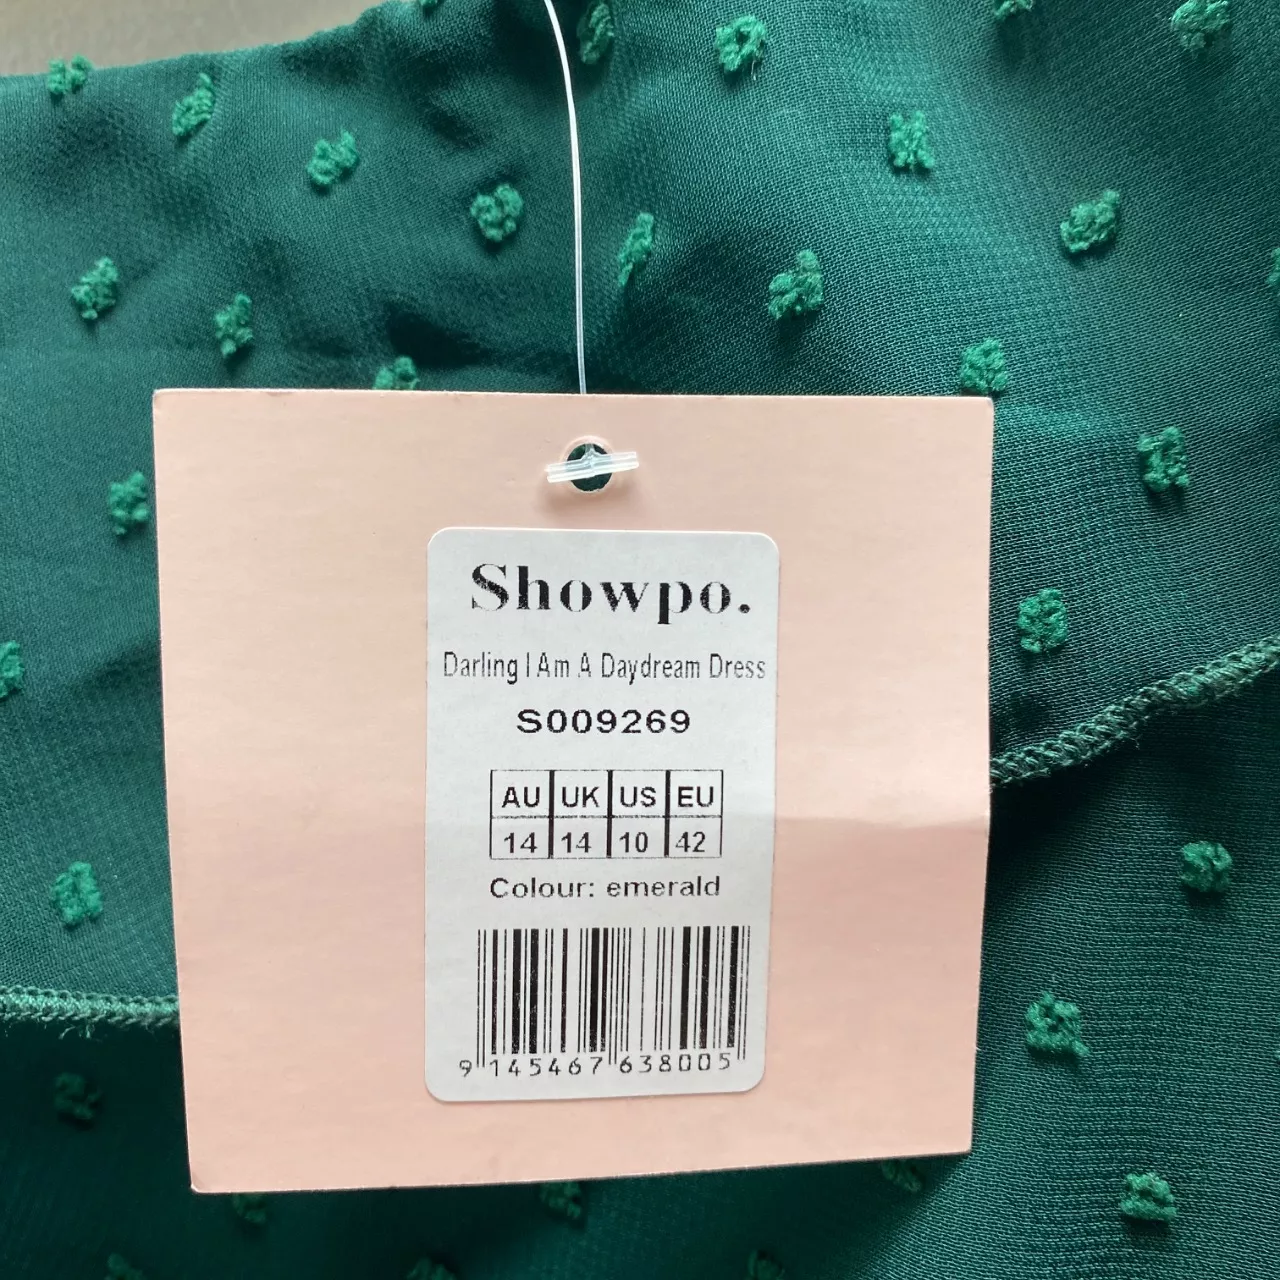 Showpo.
Darling I Am A Daydream Dress
S009269
AU UK US EU
14 14 10 42
Colour: emerald
9 145467 638005